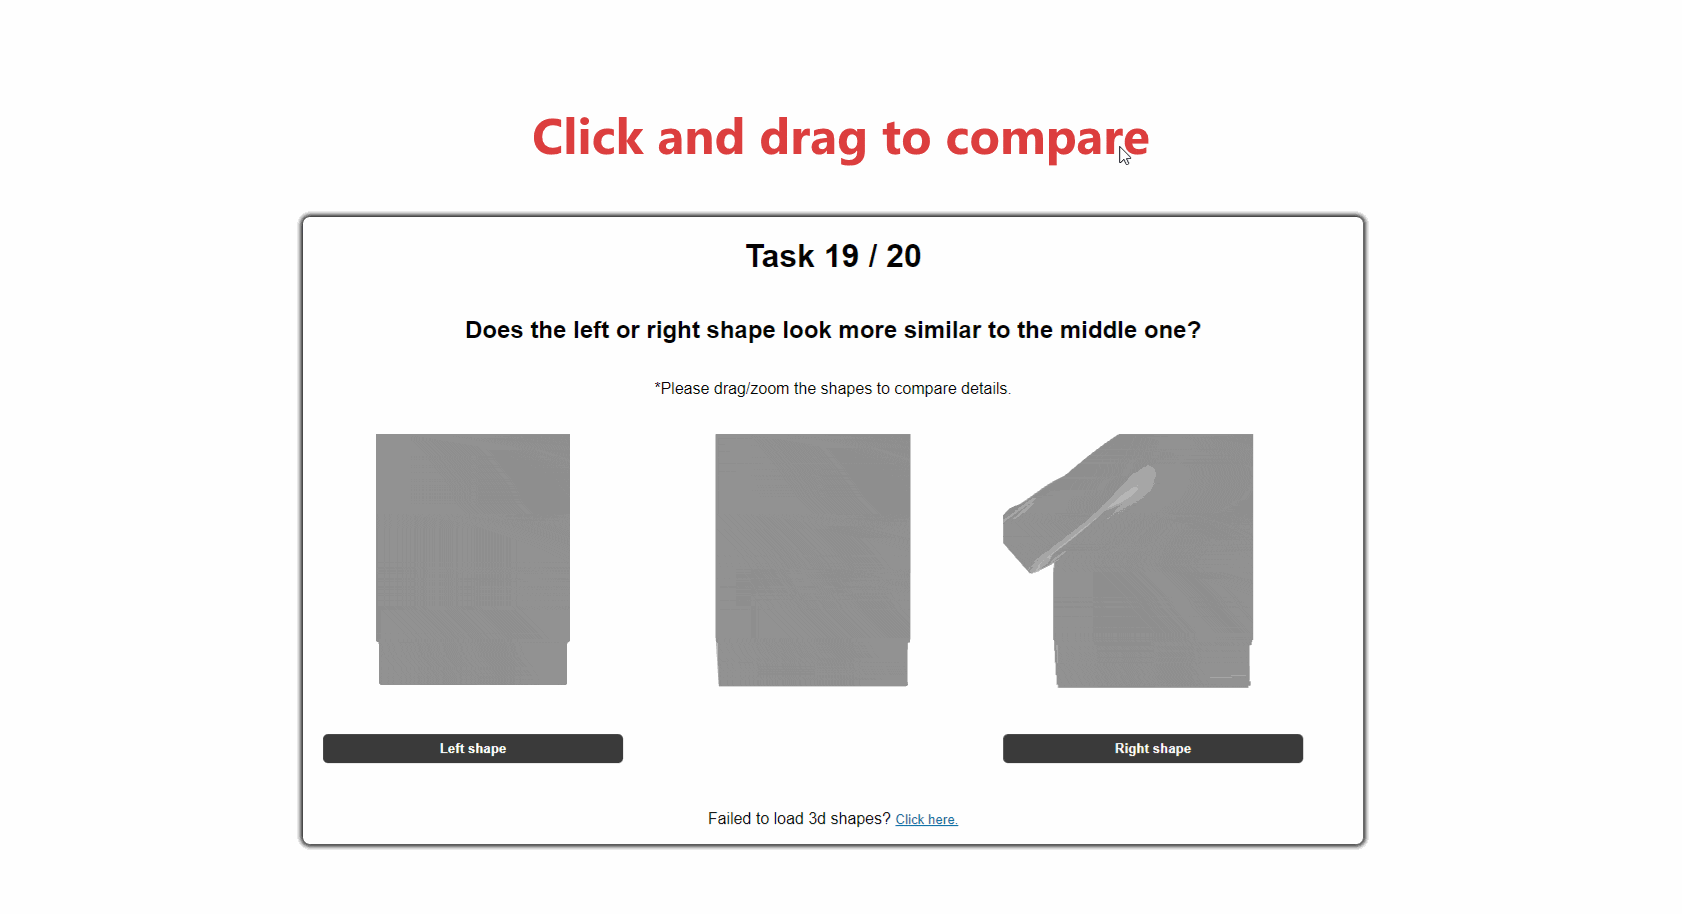 Click and drag to compare
Task 19 / 20
Does the left or right shape look more similar to the middle one?
*Please drag/zoom the shapes to compare details.
Left shape
Right shape
Failed to load 3d shapes? Click here.